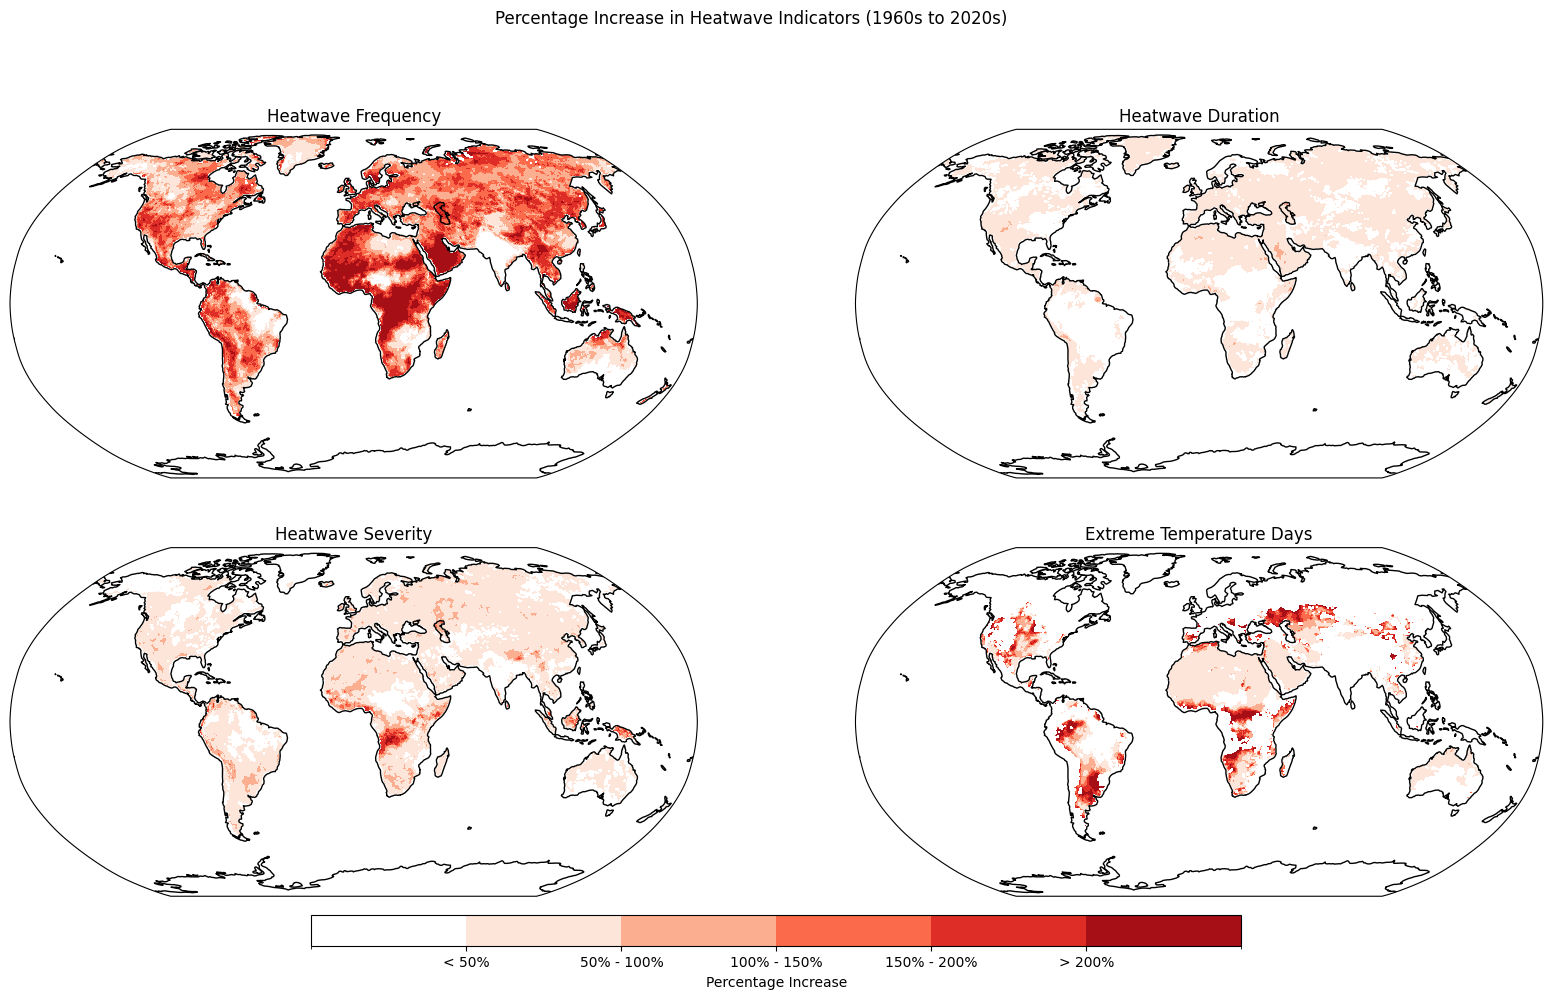 Percentage Increase in Heatwave Indicators (1960s to 2020s)
Heatwave Frequency
Heatwave Duration
Heatwave Severity
Extreme Temperature Days
< 50%
50% - 100%
100% - 150%
150% - 200%
> 200%
Percentage Increase